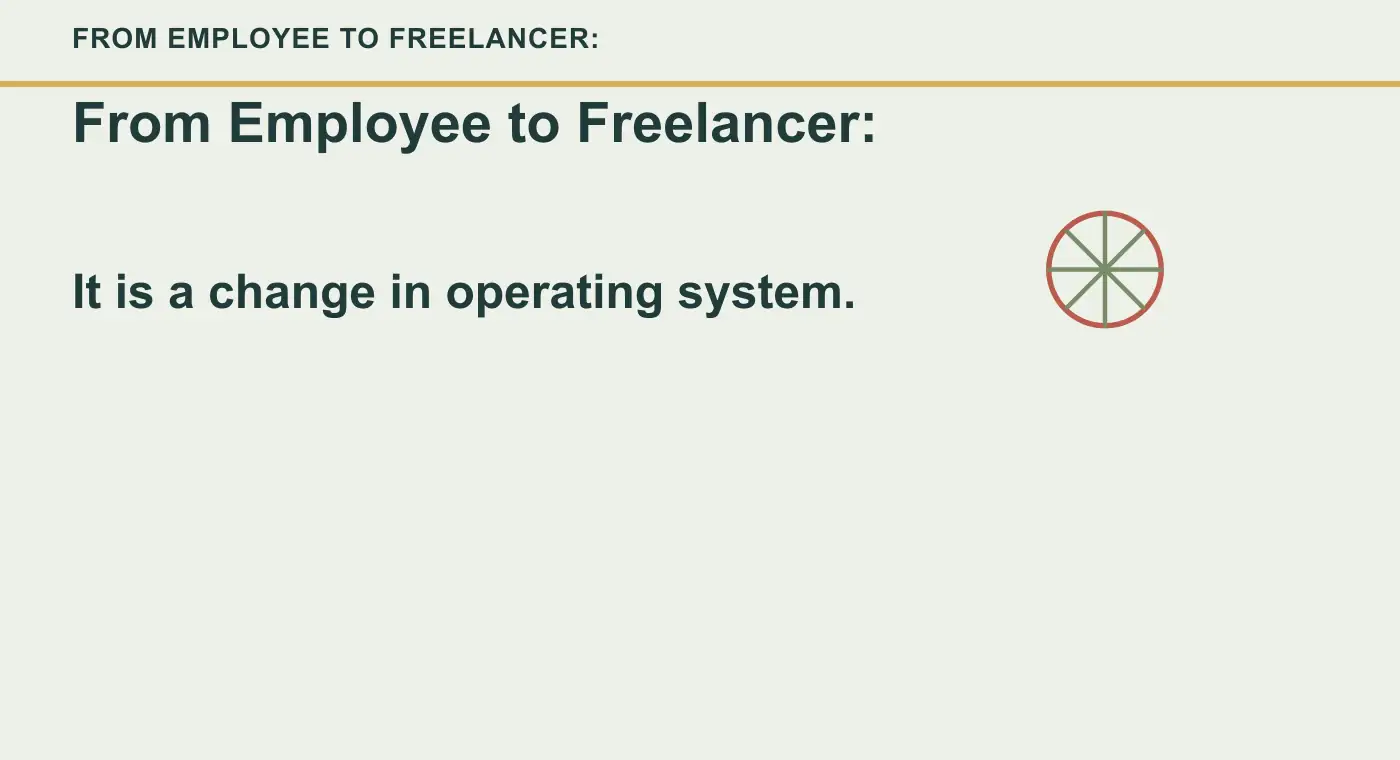 FROM EMPLOYEE TO FREELANCER:
From Employee to Freelancer:
It is a change in operating system.